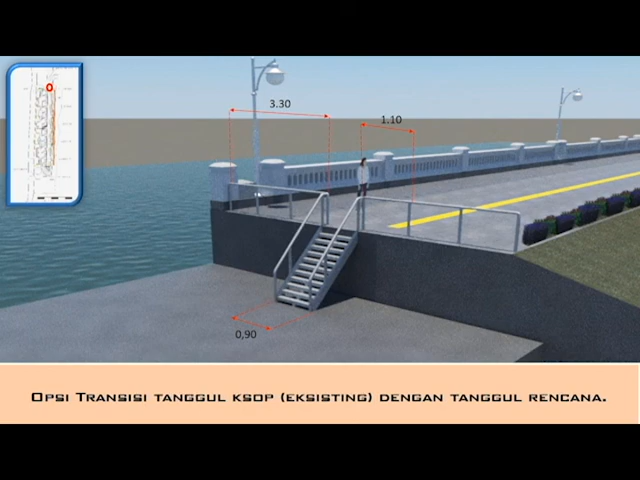 3.30
1.10
0,90
Opsi Transisi tanggul ksop (eksisting) dengan tanggul rencana.